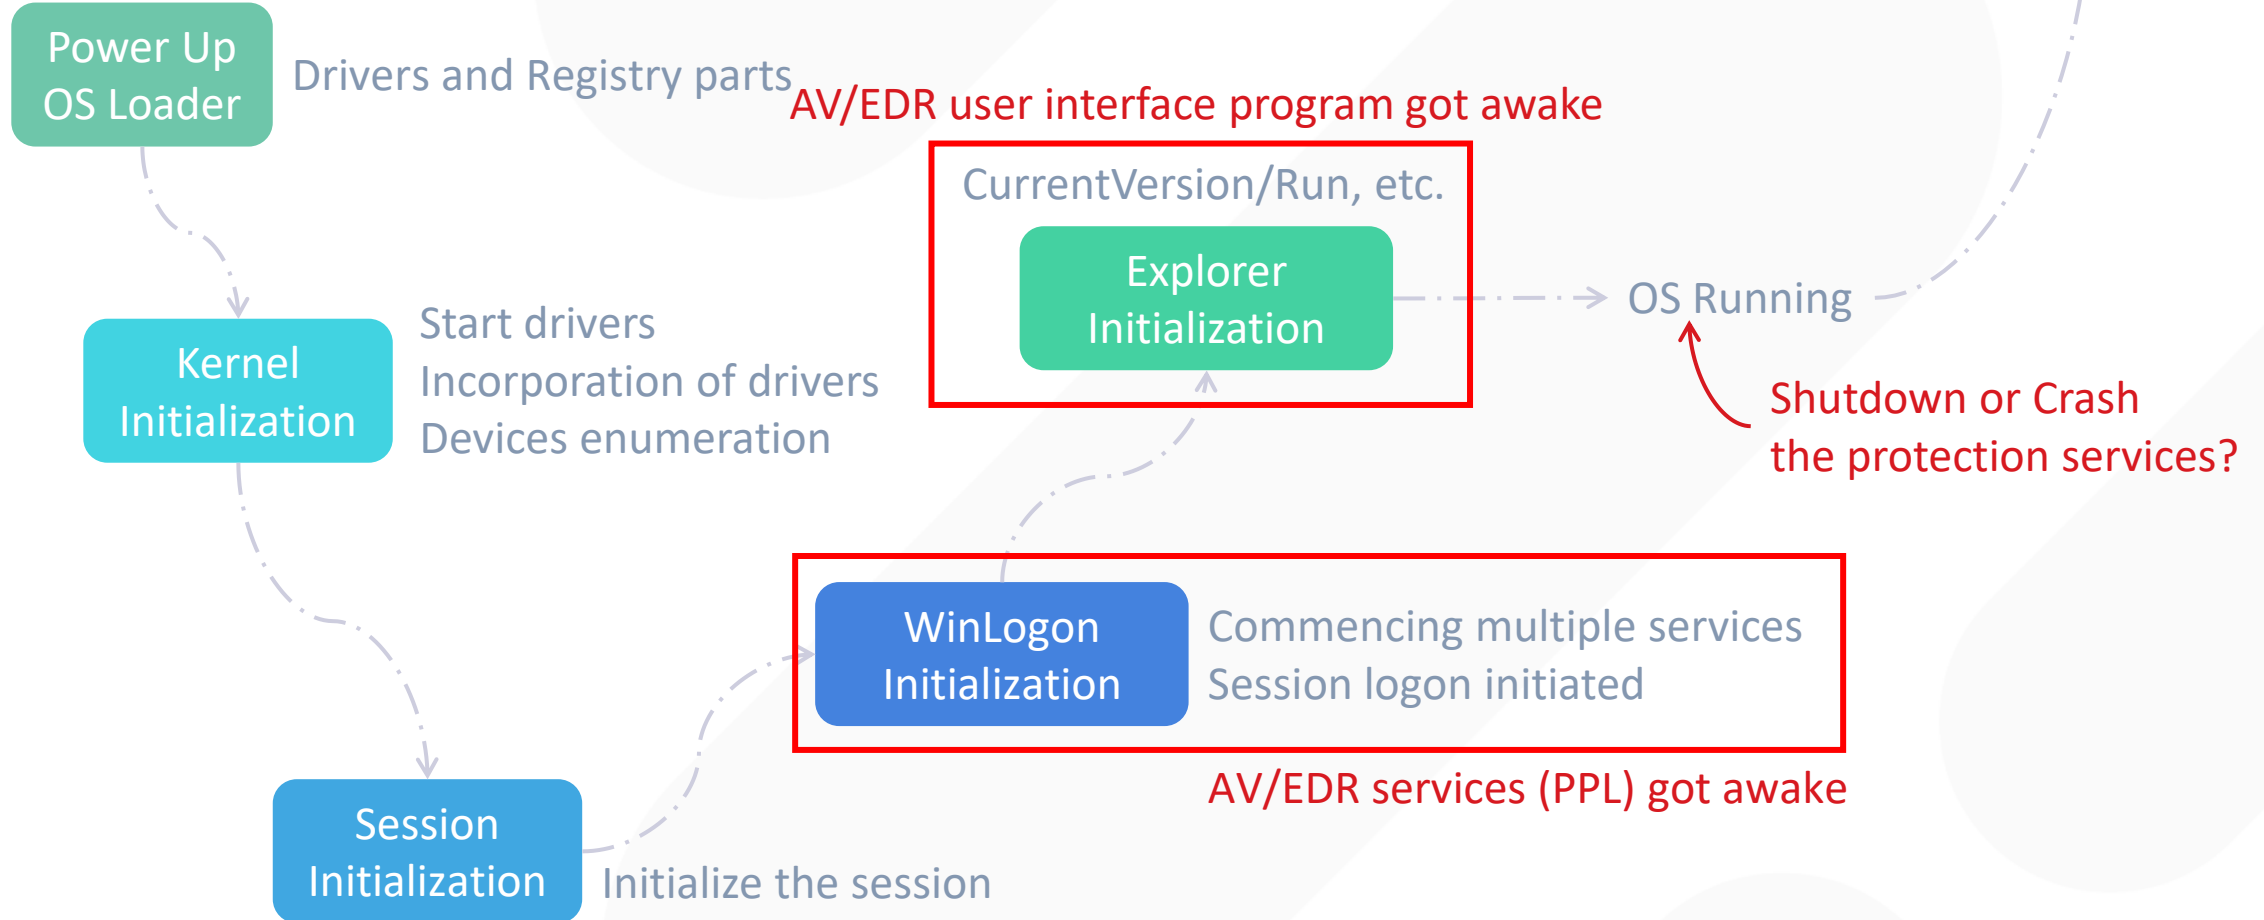 Power Up
OS Loader
Drivers and Registry parts
AV/EDR user interface program got awake
CurrentVersion/Run, etc.
Explorer
Initialization
OS Running
Kernel
Initialization
Start drivers
Incorporation of drivers
Devices enumeration
Shutdown or Crash
the protection services?
WinLogon
Initialization
Commencing multiple services
Session logon initiated
AV/EDR services (PPL) got awake
Session
Initialization
Initialize the session